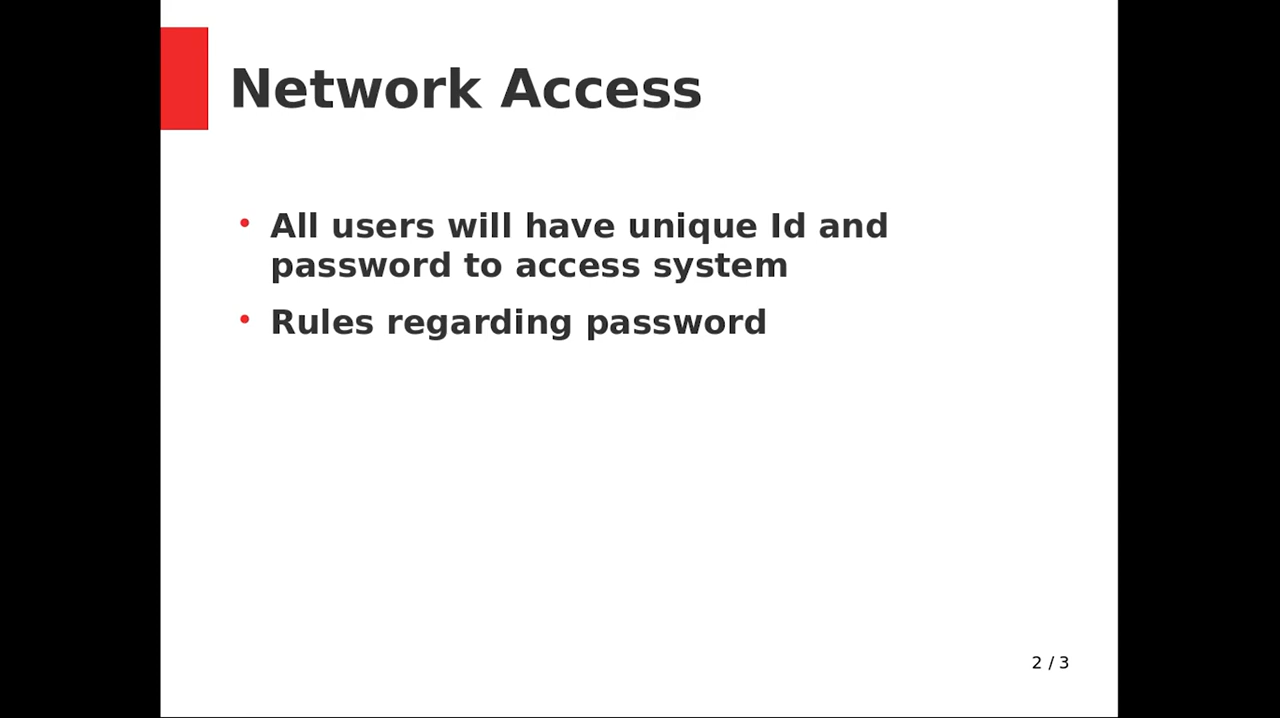 Network Access
• All users will have unique Id and
password to access system
• Rules regarding password
2 / 3